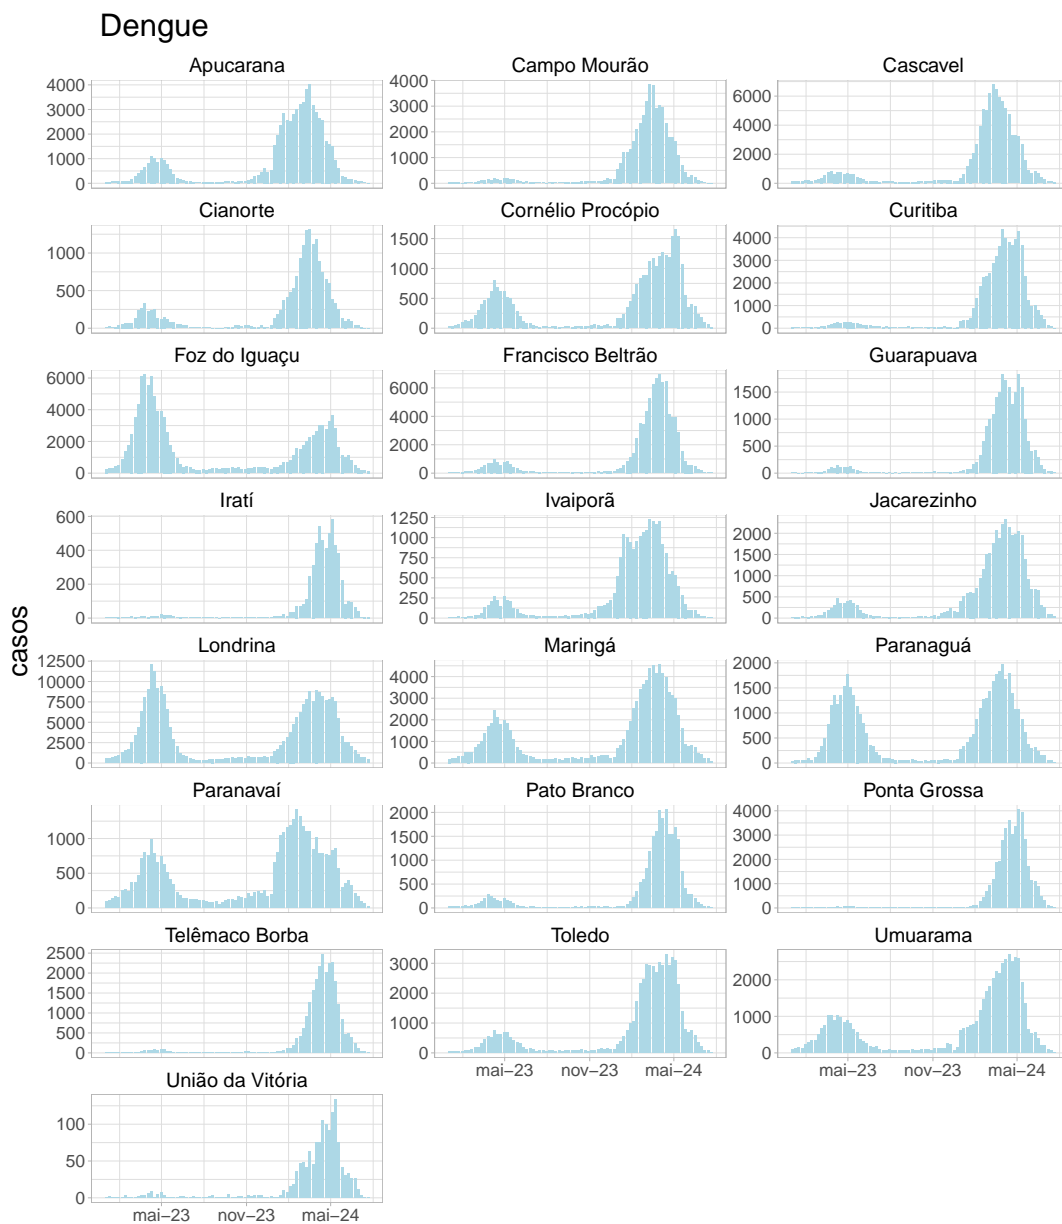 Dengue
Apucarana Campo Mourão Cascavel
4000 3000 2000 1000 0
4000 3000 2000 1000 0
6000 4000 2000 0
Cianorte Cornélio Procópio Curitiba
1000 500 0
1500 1000 500 0
4000 3000 2000 1000 0
Foz do Iguaçu Francisco Beltrão Guarapuava
6000 4000 2000 0
6000 4000 2000 0
1500 1000 500 0
Iratí Ivaiporã Jacarezinho
600 400 200 0
1250 1000 750 500 250 0
2000 1500 1000 500 0
casos
Londrina Maringá Paranaguá
12500 10000 7500 5000 2500 0
4000 3000 2000 1000 0
2000 1500 1000 500 0
Paranavaí Pato Branco Ponta Grossa
1000 500 0
2000 1500 1000 500 0
4000 3000 2000 1000 0
Telêmaco Borba Toledo Umuarama
2500 2000 1500 1000 500 0
3000 2000 1000 0
2000 1000 0
mai−23 nov−23 mai−24 mai−23 nov−23 mai−24
União da Vitória
100 50 0
mai−23 nov−23 mai−24